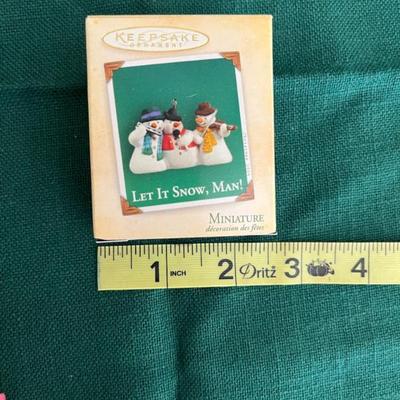 KEEPSAKE
ORNAMENT
LET IT SNOW, MAN!
MINIATURE
décoration des fêtes
1 INCH 2 Dritz 3 4